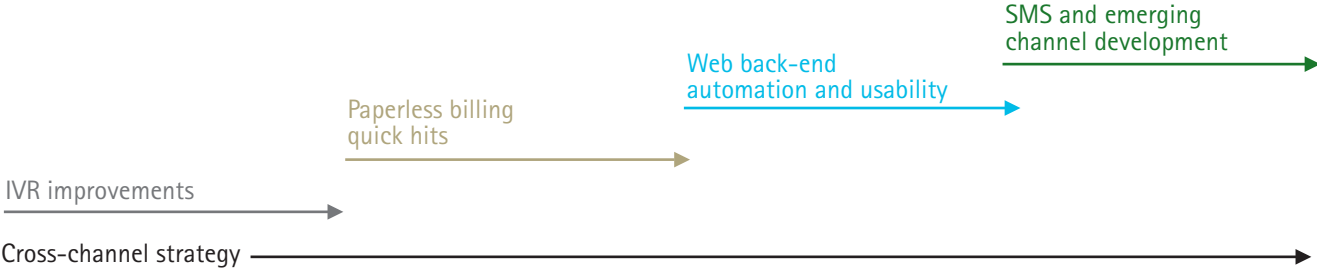 SMS and emerging
channel development
Web back-end
automation and usability
Paperless billing
quick hits
IVR improvements
Cross-channel strategy